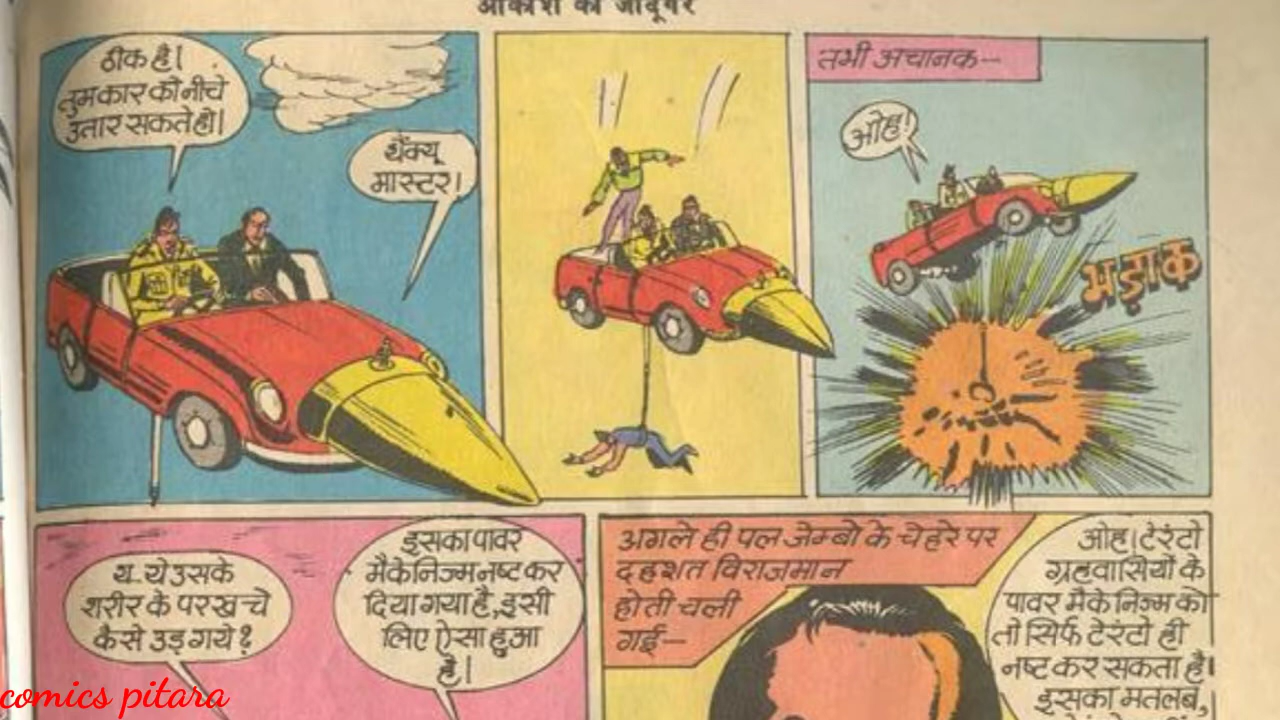 आकाश का जादूगर
ठीक है।
तुम कार को नीचे
उतार सकते हो।
थैंक्यू
मास्टर।
तभी अचानक—
ओह!
भड़ाक
य-ये उसके
शरीर के परखच्चे
कैसे उड़ गये?
इसका पावर
मैकेनिज्म नष्ट कर
दिया गया है, इसी
लिए ऐसा हुआ
है।
अगले ही पल जेम्बो के चेहरे पर
दहशत विराजमान
होती चली
गई—
ओह। टेरंटो
ग्रहवासियों के
पावर मैकेनिज्म को
तो सिर्फ टेरंटो ही
नष्ट कर सकता है।
इसका मतलब,
comics pitara